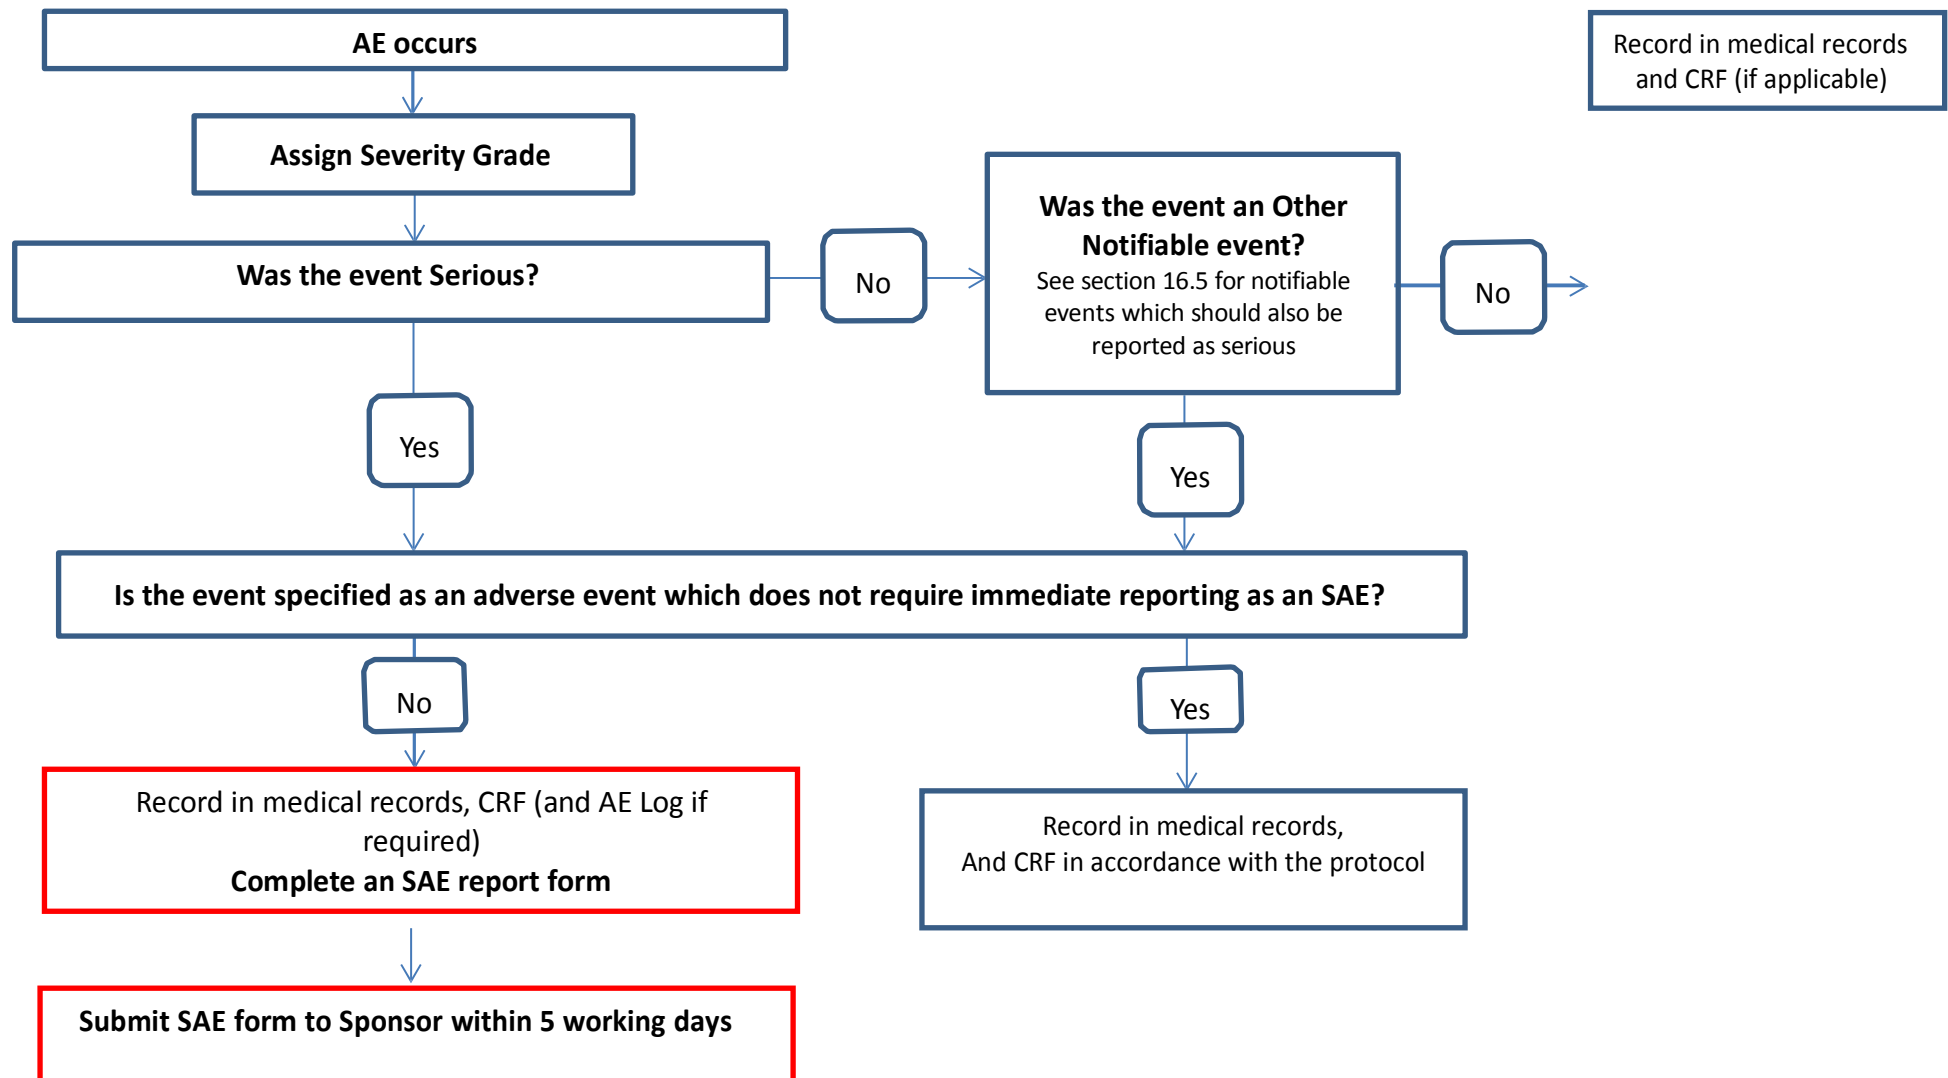 AE occurs
Record in medical records
and CRF (if applicable)
Assign Severity Grade
Was the event Serious?
No
Was the event an Other
Notifiable event?
See section 16.5 for notifiable
events which should also be
reported as serious
No
Yes
Yes
Is the event specified as an adverse event which does not require immediate reporting as an SAE?
No
Yes
Record in medical records, CRF (and AE Log if
required)
Complete an SAE report form
Record in medical records,
And CRF in accordance with the protocol
Submit SAE form to Sponsor within 5 working days